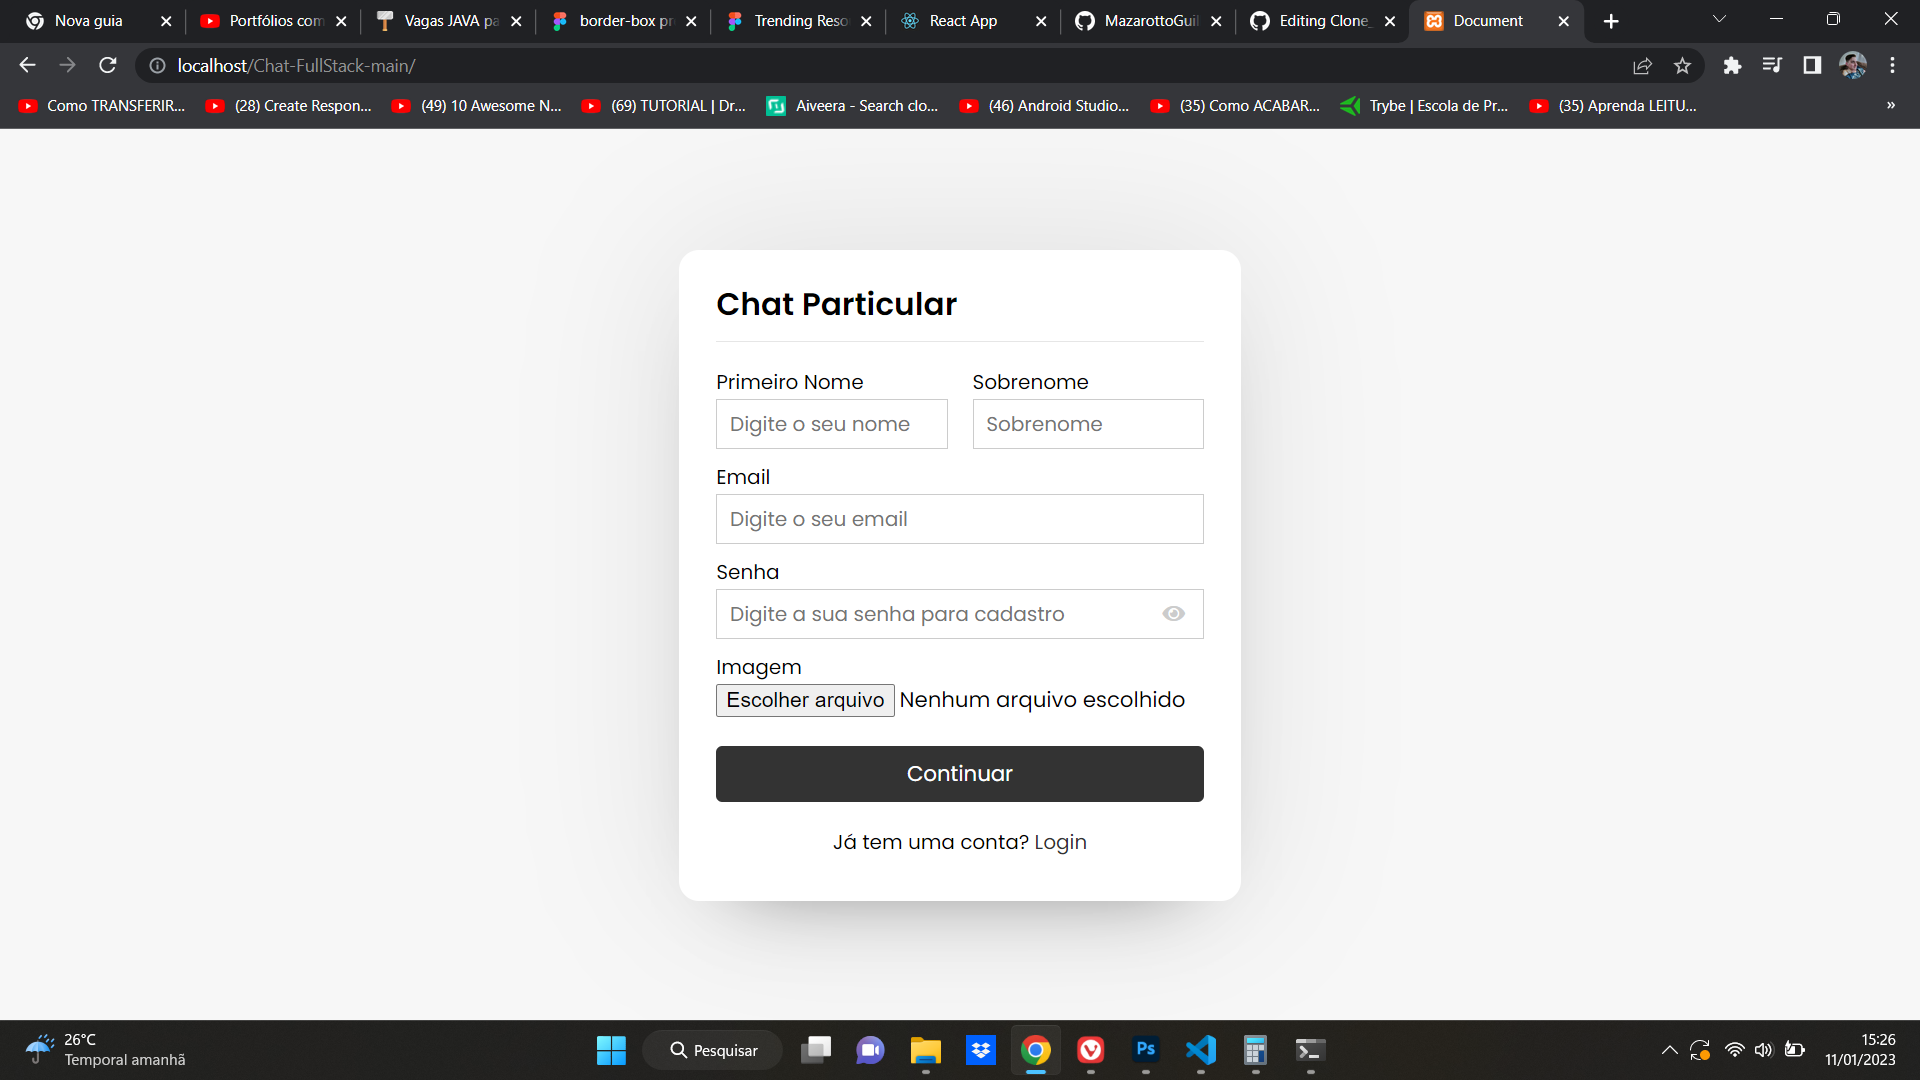 Nova guia
Portfólios com
Vagas JAVA pa
border-box pr
Trending Reso
React App
MazarottoGuil
Editing Clone_
Document
localhost/Chat-FullStack-main/
Como TRANSFERIR...
(28) Create Respon...
(49) 10 Awesome N...
(69) TUTORIAL | Dr...
Aiveera - Search clo...
(46) Android Studio...
(35) Como ACABAR...
Trybe | Escola de Pr...
(35) Aprenda LEITU...
»
Chat Particular
Primeiro Nome
Sobrenome
Digite o seu nome
Sobrenome
Email
Digite o seu email
Senha
Digite a sua senha para cadastro
Imagem
Escolher arquivo Nenhum arquivo escolhido
Continuar
Já tem uma conta? Login
26°C
Temporal amanhã
Pesquisar
Ps
15:26
11/01/2023